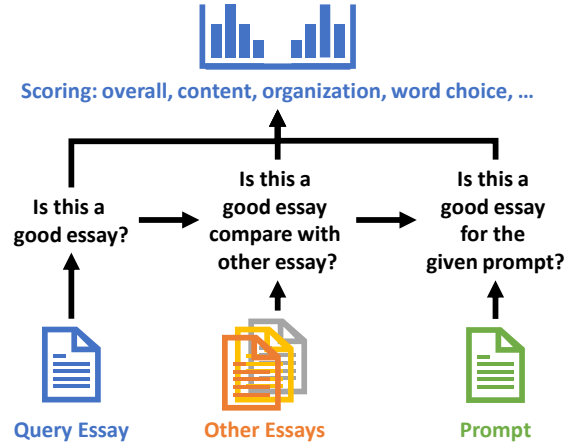 Scoring: overall, content, organization, word choice, ...
Is this a
good essay?
Is this a
good essay
compare with
other essay?
Is this a
good essay
for the
given prompt?
Query Essay
Other Essays
Prompt